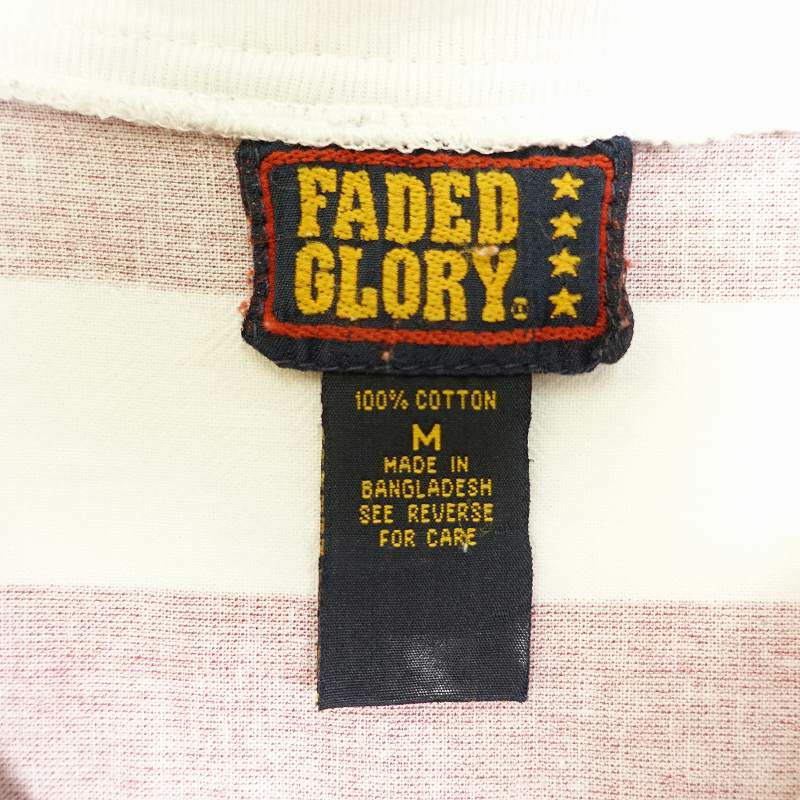 FADED
GLORY®
100% COTTON
M
MADE IN
BANGLADESH
SEE REVERSE
FOR CARE